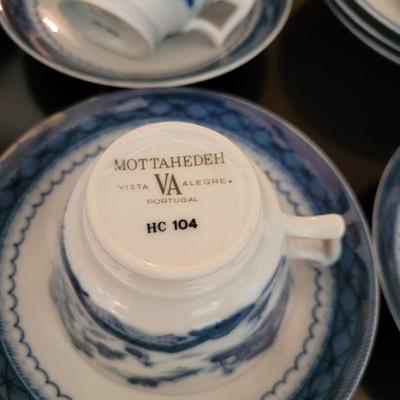 MOTTAHEDEH
VISTA VA ALEGRE
PORTUGAL
HC 104